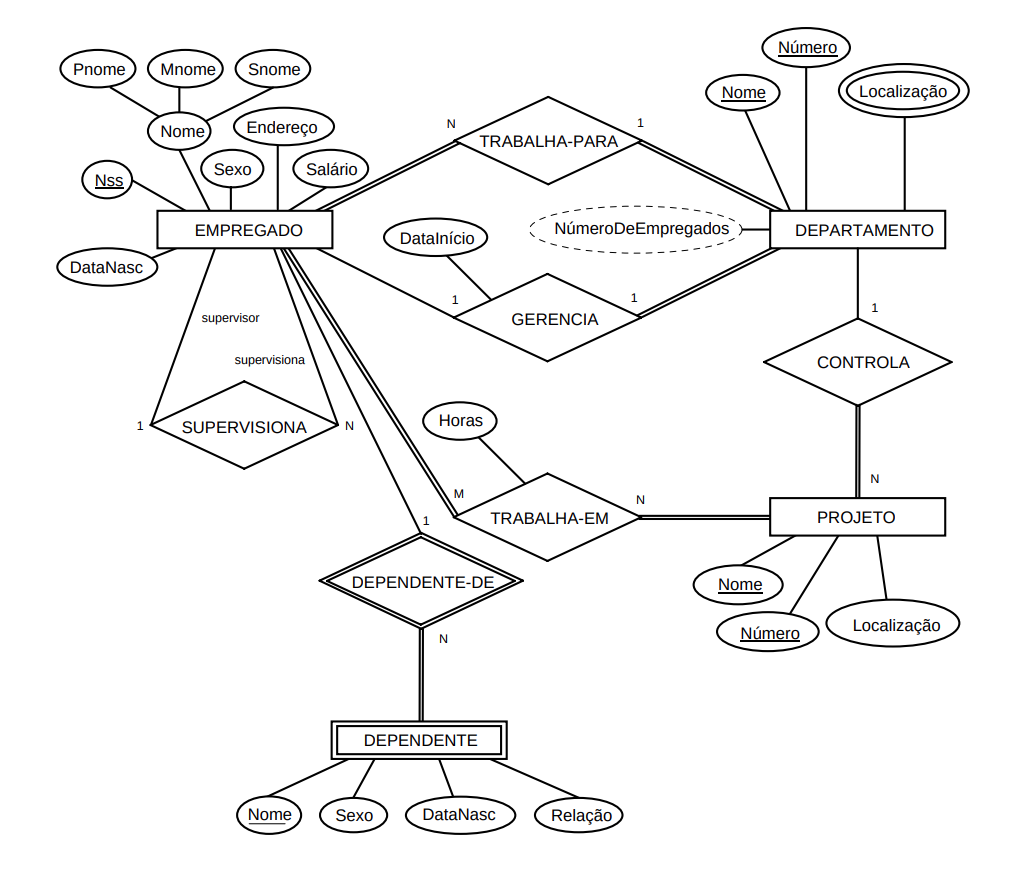 Número
Pnome
Mnome
Snome
Nome
Localização
Nome
Endereço
N
1
TRABALHA-PARA
Sexo
Salário
Nss
EMPREGADO
NúmeroDeEmpregados
DEPARTAMENTO
DataInício
DataNasc
1
1
1
supervisor
GERENCIA
supervisiona
CONTROLA
Horas
1
SUPERVISIONA
N
N
M
N
1
TRABALHA-EM
PROJETO
DEPENDENTE-DE
Nome
Número
Localização
N
DEPENDENTE
Nome
Sexo
DataNasc
Relação